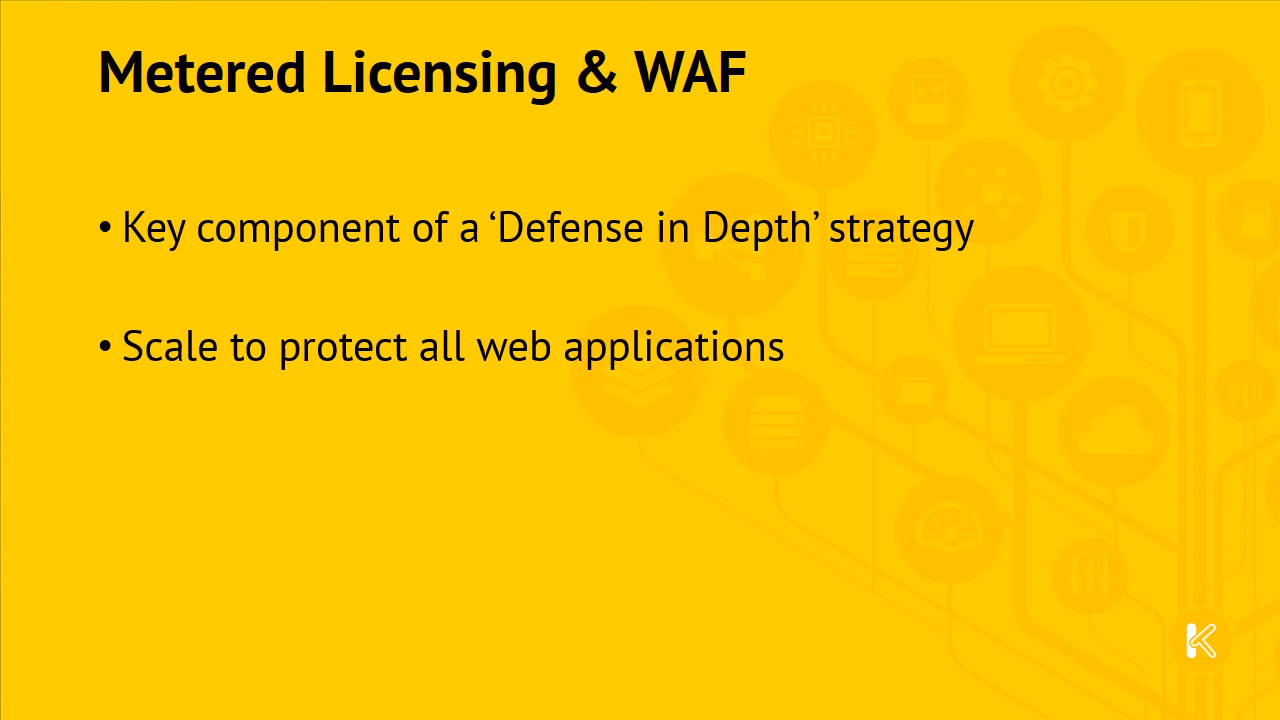 Metered Licensing & WAF
• Key component of a ‘Defense in Depth’ strategy
• Scale to protect all web applications